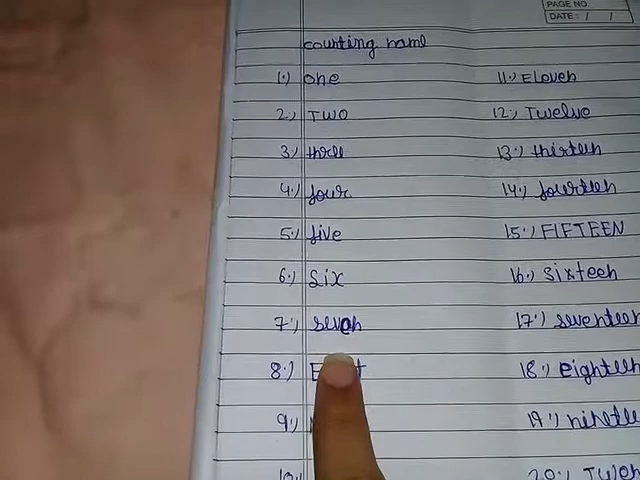 PAGE NO.
DATE: / /
counting name
1.) one 11.) Eleven
2.) TWO 12.) Twelve
3.) three 13.) thirteen
4.) four 14.) fourteen
5.) five 15.) FIFTEEN
6.) Six 16.) Sixteen
7.) seven 17.) seventeen
8.) 18.) eighteen
9.) 19.) ninetee
10. 20.) Twen